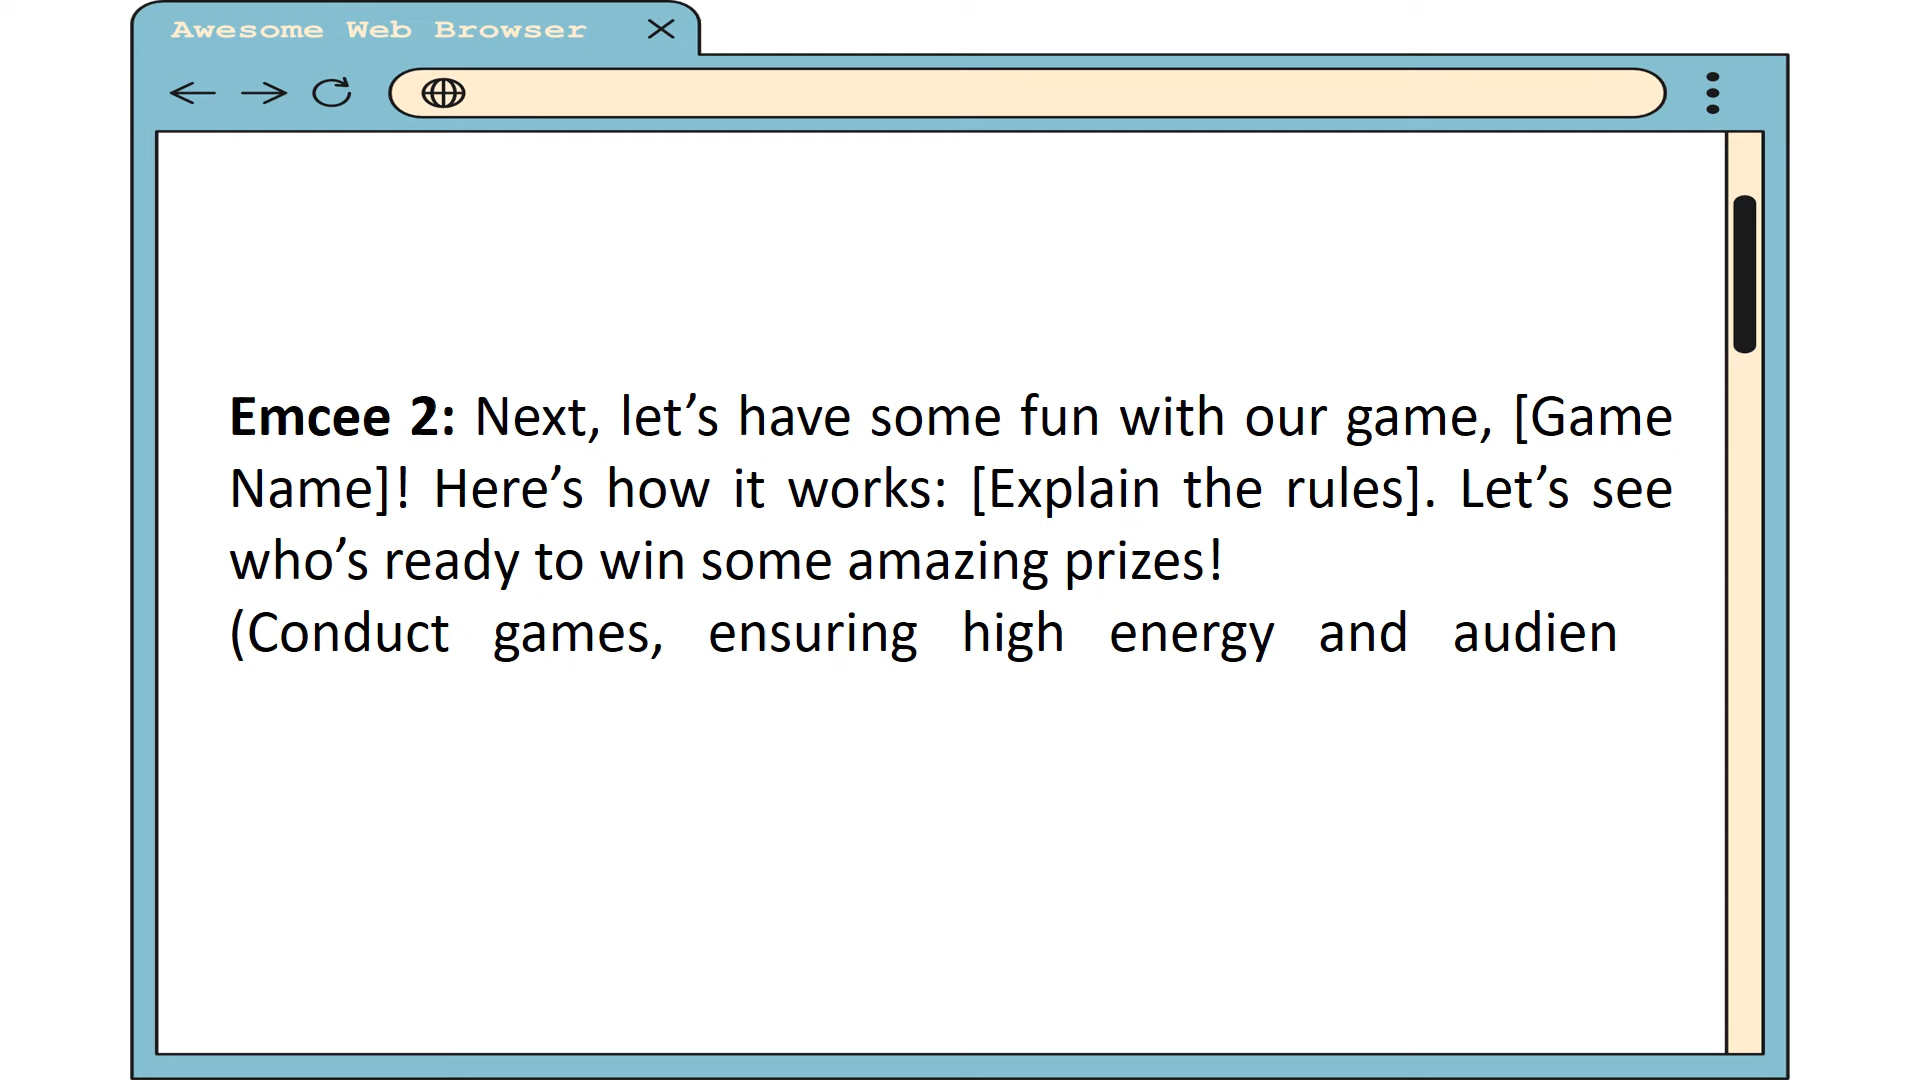 Awesome Web Browser
Emcee 2: Next, let’s have some fun with our game, [Game
Name]! Here’s how it works: [Explain the rules]. Let’s see
who’s ready to win some amazing prizes!
(Conduct games, ensuring high energy and audien